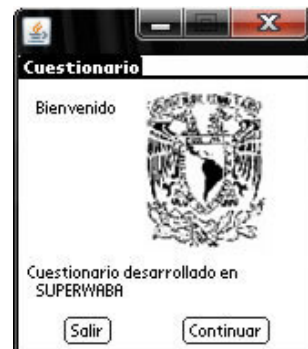 Cuestionario
Bienvenido
Cuestionario desarrollado en
SUPERWABA
Salir
Continuar